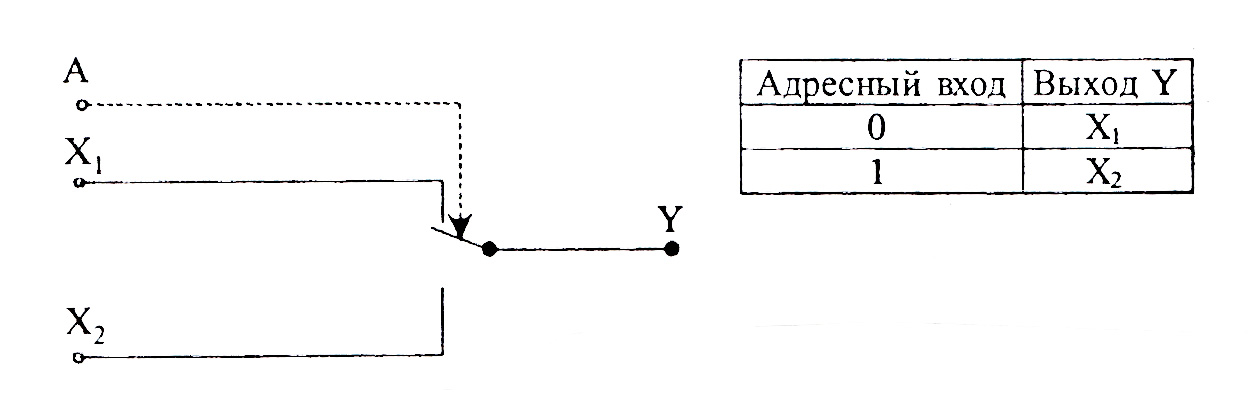 A
X₁
X₂
Y
Адресный вход Выход Y
0 X₁
1 X₂